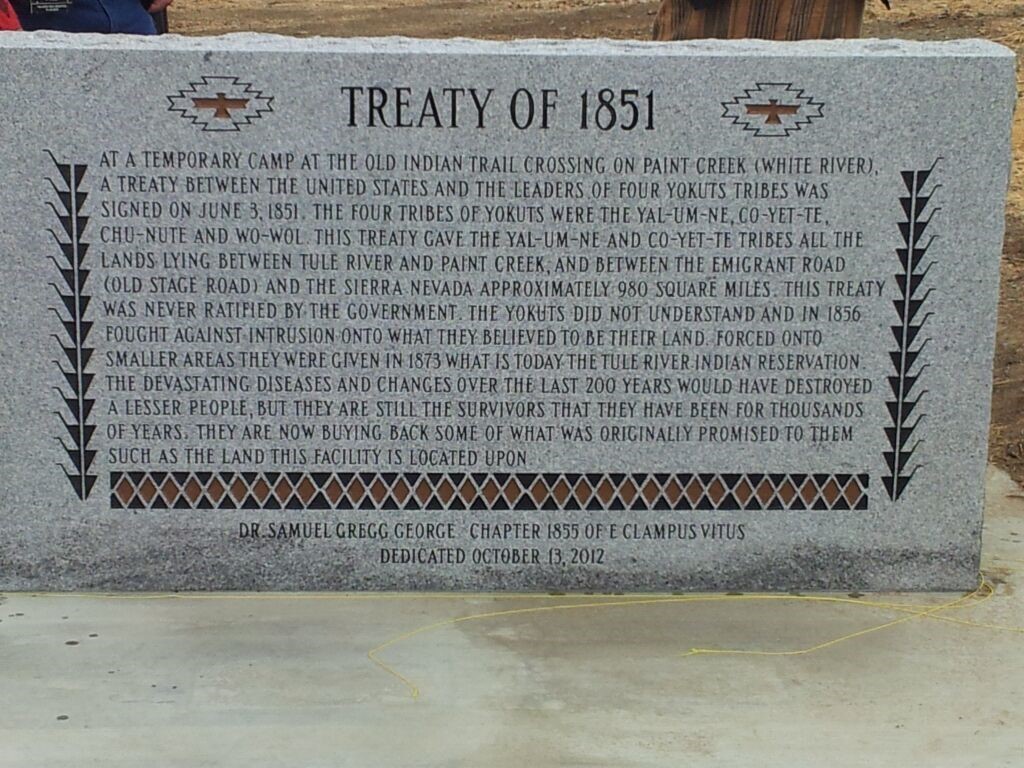 TREATY OF 1851
AT A TEMPORARY CAMP AT THE OLD INDIAN TRAIL CROSSING ON PAINT CREEK (WHITE RIVER),
A TREATY BETWEEN THE UNITED STATES AND THE LEADERS OF FOUR YOKUTS TRIBES WAS
SIGNED ON JUNE 3, 1851. THE FOUR TRIBES OF YOKUTS WERE THE YAL-UM-NE, CO-YET-TE,
CHU-NUTE AND WO-WOL. THIS TREATY GAVE THE YAL-UM-NE AND CO-YET-TE TRIBES ALL THE
LANDS LYING BETWEEN TULE RIVER AND PAINT CREEK, AND BETWEEN THE EMIGRANT ROAD
(OLD STAGE ROAD) AND THE SIERRA NEVADA APPROXIMATELY 980 SQUARE MILES. THIS TREATY
WAS NEVER RATIFIED BY THE GOVERNMENT. THE YOKUTS DID NOT UNDERSTAND AND IN 1856
FOUGHT AGAINST INTRUSION ONTO WHAT THEY BELIEVED TO BE THEIR LAND. FORCED ONTO
SMALLER AREAS THEY WERE GIVEN IN 1873 WHAT IS TODAY THE TULE RIVER INDIAN RESERVATION.
THE DEVASTATING DISEASES AND CHANGES OVER THE LAST 200 YEARS WOULD HAVE DESTROYED
A LESSER PEOPLE, BUT THEY ARE STILL THE SURVIVORS THAT THEY HAVE BEEN FOR THOUSANDS
OF YEARS. THEY ARE NOW BUYING BACK SOME OF WHAT WAS ORIGINALLY PROMISED TO THEM
SUCH AS THE LAND THIS FACILITY IS LOCATED UPON.
DR. SAMUEL GREGG GEORGE CHAPTER 1855 OF E CLAMPUS VITUS
DEDICATED OCTOBER 13, 2012